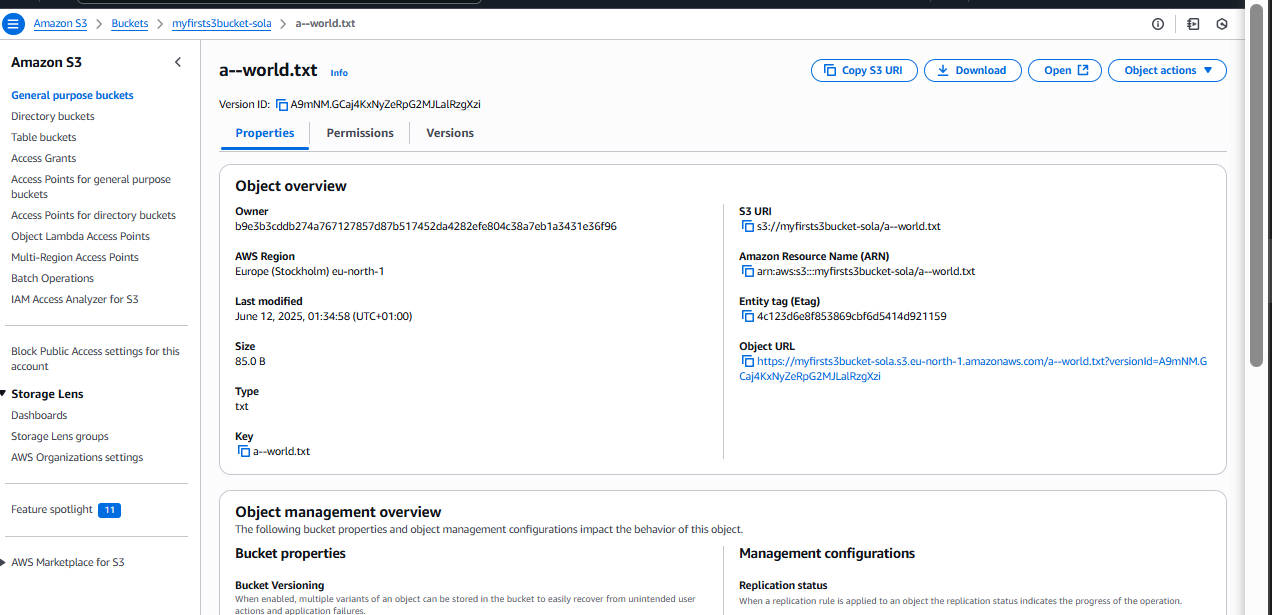 Amazon S3 > Buckets > myfirsts3bucket-sola > a--world.txt
Amazon S3
General purpose buckets
Directory buckets
Table buckets
Access Grants
Access Points for general purpose
buckets
Access Points for directory buckets
Object Lambda Access Points
Multi-Region Access Points
Batch Operations
IAM Access Analyzer for S3
Block Public Access settings for this
account
Storage Lens
Dashboards
Storage Lens groups
AWS Organizations settings
Feature spotlight 11
AWS Marketplace for S3
a--world.txt Info
Copy S3 URI Download Open Object actions
Version ID: A9mNM.GCaj4KxNyZeRpG2MJLalRzgXzi
Properties Permissions Versions
Object overview
Owner
b9e3b3cddb274a767127857d87b517452da4282efe804c38a7eb1a3431e36f96
AWS Region
Europe (Stockholm) eu-north-1
Last modified
June 12, 2025, 01:34:58 (UTC+01:00)
Size
85.0 B
Type
txt
Key
a--world.txt
S3 URI
s3://myfirsts3bucket-sola/a--world.txt
Amazon Resource Name (ARN)
arn:aws:s3:::myfirsts3bucket-sola/a--world.txt
Entity tag (Etag)
4c123d6e8f853869cbf6d5414d921159
Object URL
https://myfirsts3bucket-sola.s3.eu-north-1.amazonaws.com/a--world.txt?versionId=A9mNM.G
Caj4KxNyZeRpG2MJLalRzgXzi
Object management overview
The following bucket properties and object management configurations impact the behavior of this object.
Bucket properties
Bucket Versioning
When enabled, multiple variants of an object can be stored in the bucket to easily recover from unintended user
actions and application failures.
Management configurations
Replication status
When a replication rule is applied to an object the replication status indicates the progress of the operation.